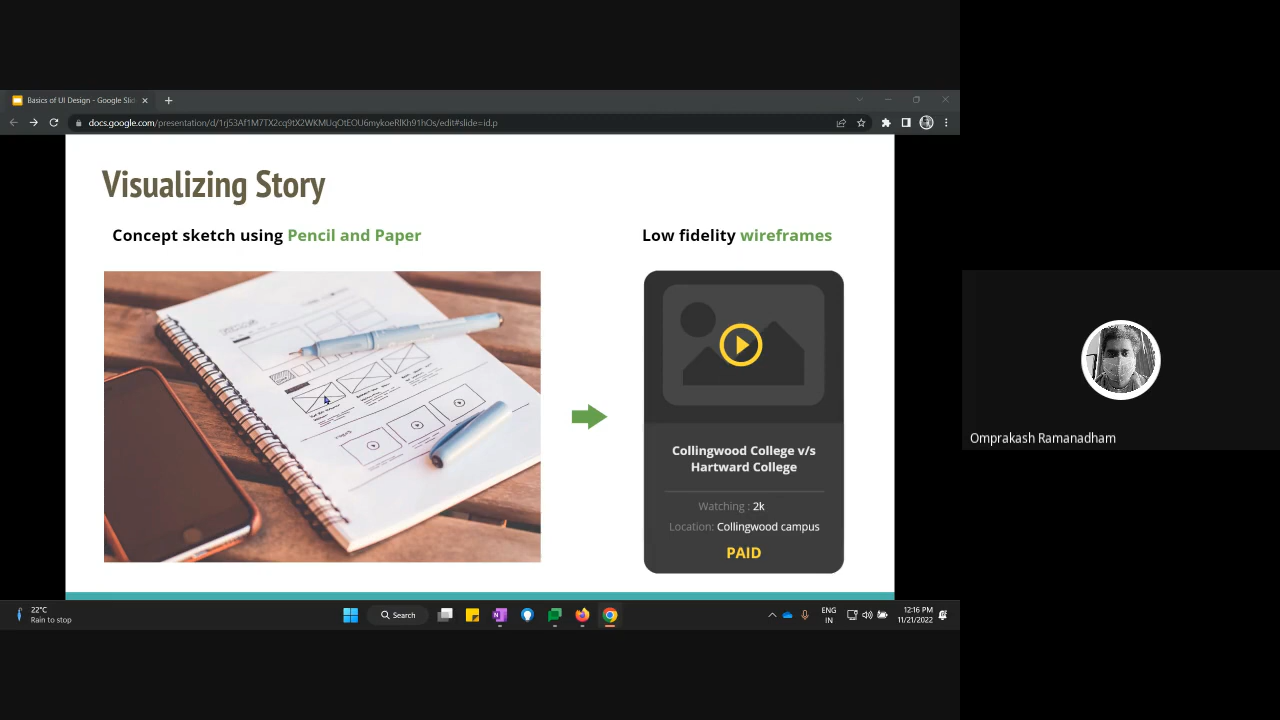 Basics of UI Design - Google Slid
docs.google.com/presentation/d/1rj53Af1M7TX2cq9tX2WKMUqOtEOU6mykoeRlKh91hOs/edit#slide=id.p
Visualizing Story
Concept sketch using Pencil and Paper
Low fidelity wireframes
Collingwood College v/s
Hartward College
Watching : 2k
Location: Collingwood campus
PAID
Omprakash Ramanadham
22°C
Rain to stop
Search
ENG
IN
12:16 PM
11/21/2022